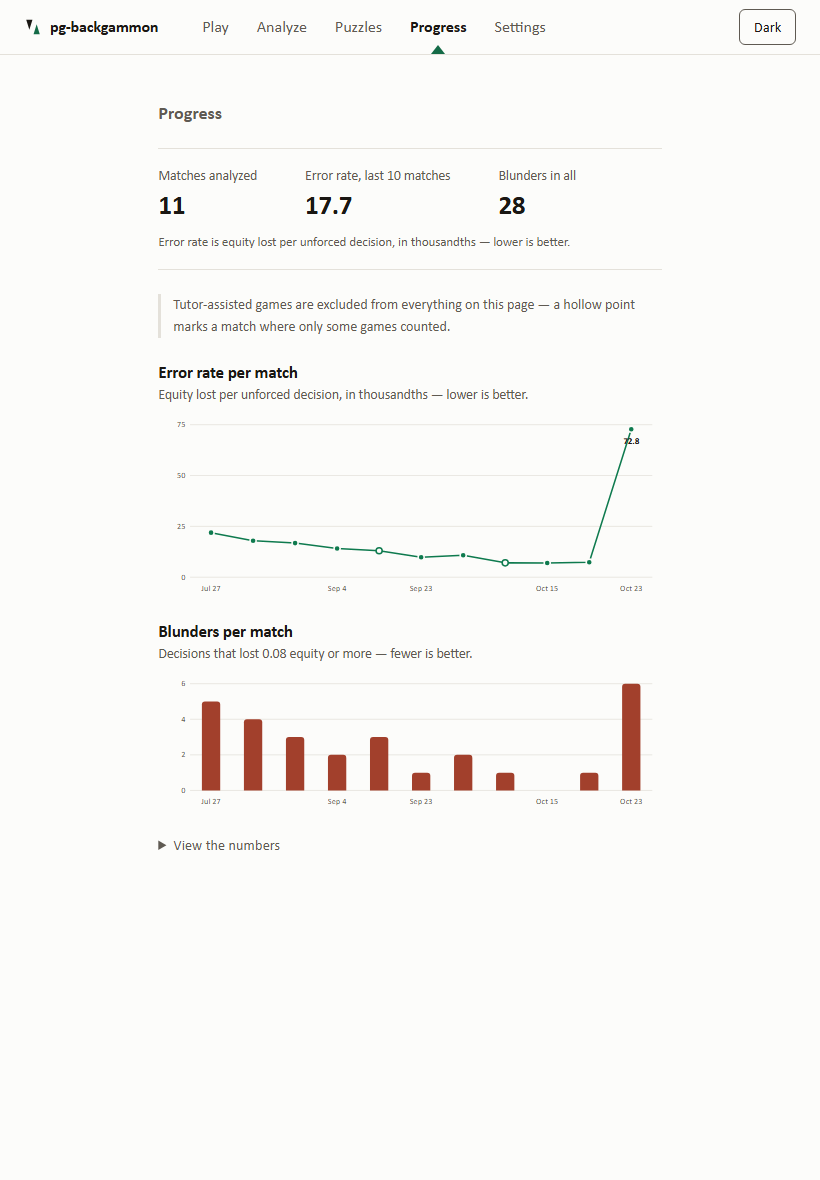 pg-backgammon Play Analyze Puzzles Progress Settings Dark
Progress
Matches analyzed Error rate, last 10 matches Blunders in all
11 17.7 28
Error rate is equity lost per unforced decision, in thousandths — lower is better.
Tutor-assisted games are excluded from everything on this page — a hollow point
marks a match where only some games counted.
Error rate per match
Equity lost per unforced decision, in thousandths — lower is better.
75
72.8
50
25
0
Jul 27 Sep 4 Sep 23 Oct 15 Oct 23
Blunders per match
Decisions that lost 0.08 equity or more — fewer is better.
6
4
2
0
Jul 27 Sep 4 Sep 23 Oct 15 Oct 23
View the numbers